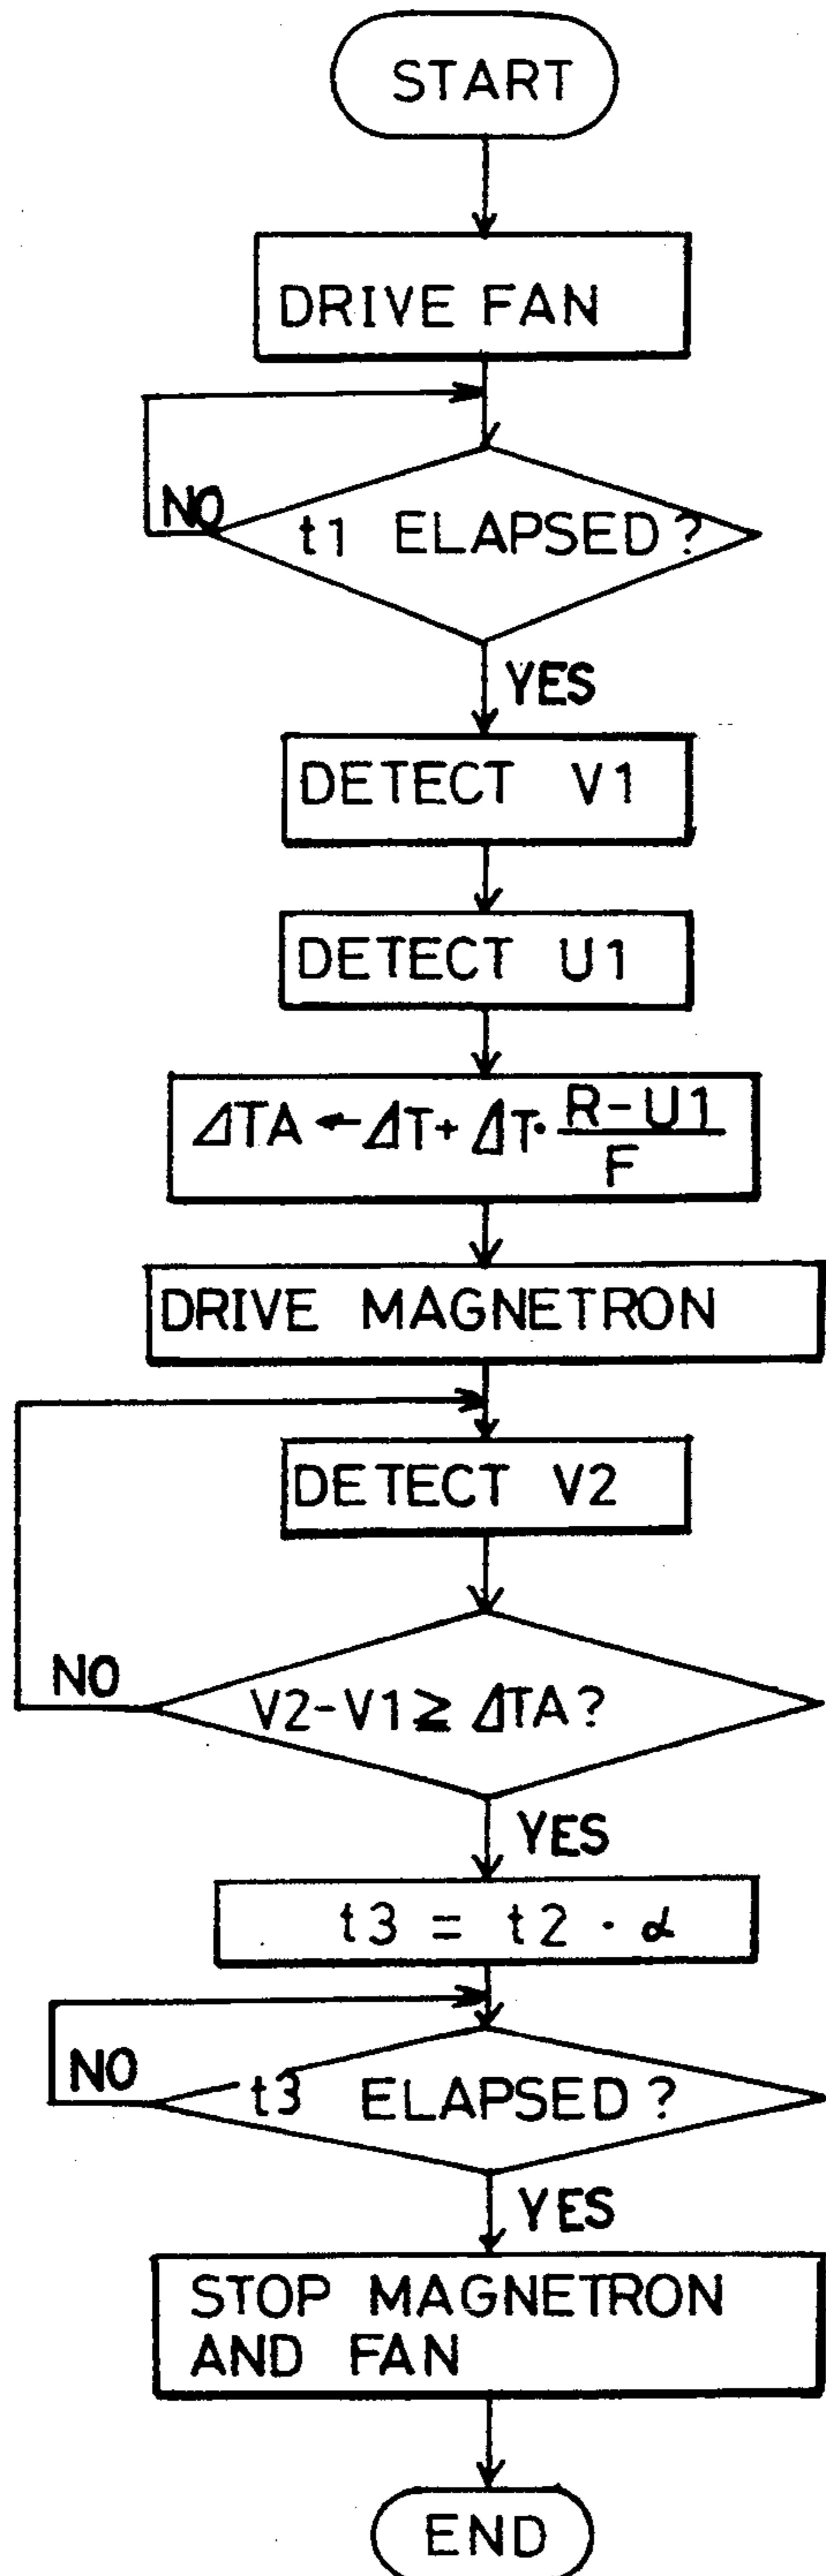 START
DRIVE FAN
NO
t1 ELAPSED?
YES
DETECT V1
DETECT U1
ΔTA ← ΔT + ΔT · (R-U1)/F
DRIVE MAGNETRON
DETECT V2
NO
V2-V1 ≥ ΔTA?
YES
t3 = t2 · α
NO
t3 ELAPSED?
YES
STOP MAGNETRON
AND FAN
END